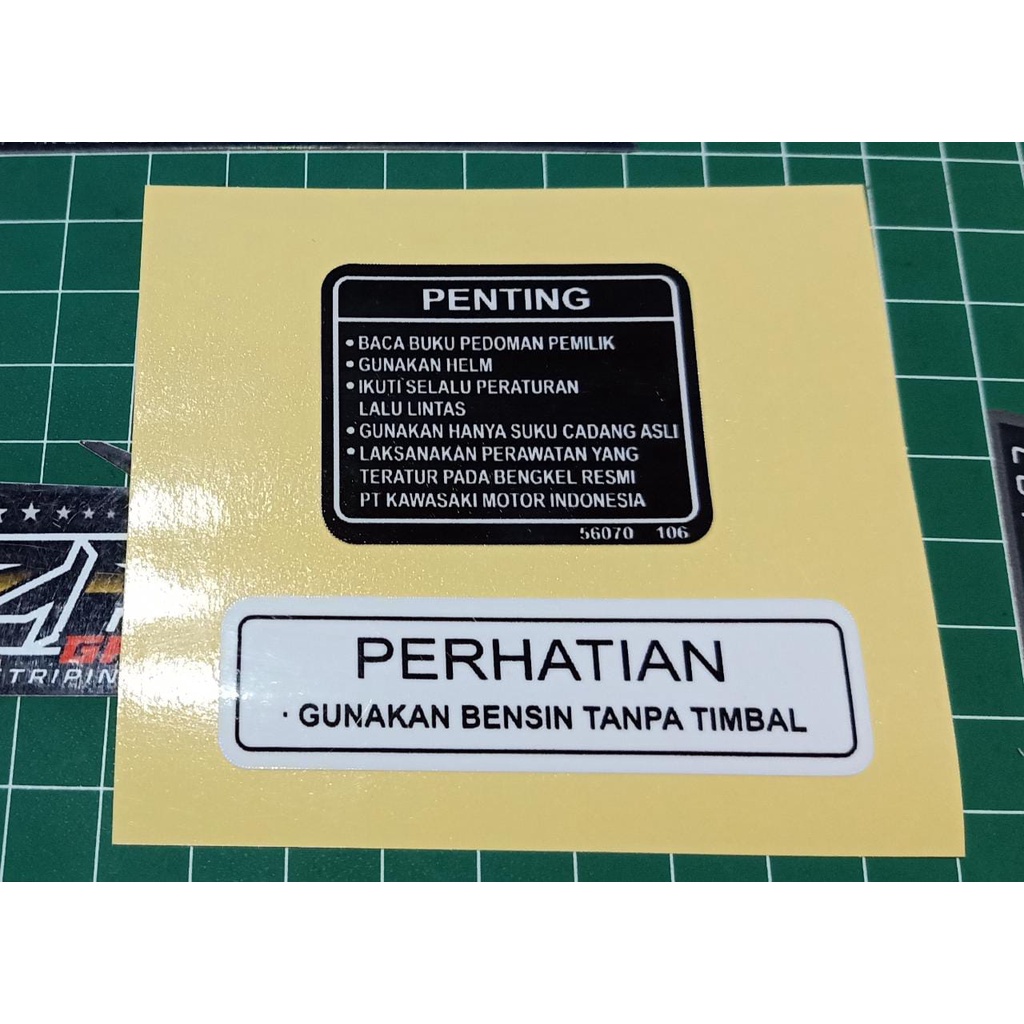 PENTING
• BACA BUKU PEDOMAN PEMILIK
• GUNAKAN HELM
• IKUTI SELALU PERATURAN
LALU LINTAS
• GUNAKAN HANYA SUKU CADANG ASLI
• LAKSANAKAN PERAWATAN YANG
TERATUR PADA BENGKEL RESMI
PT KAWASAKI MOTOR INDONESIA
56070 106
PERHATIAN
· GUNAKAN BENSIN TANPA TIMBAL